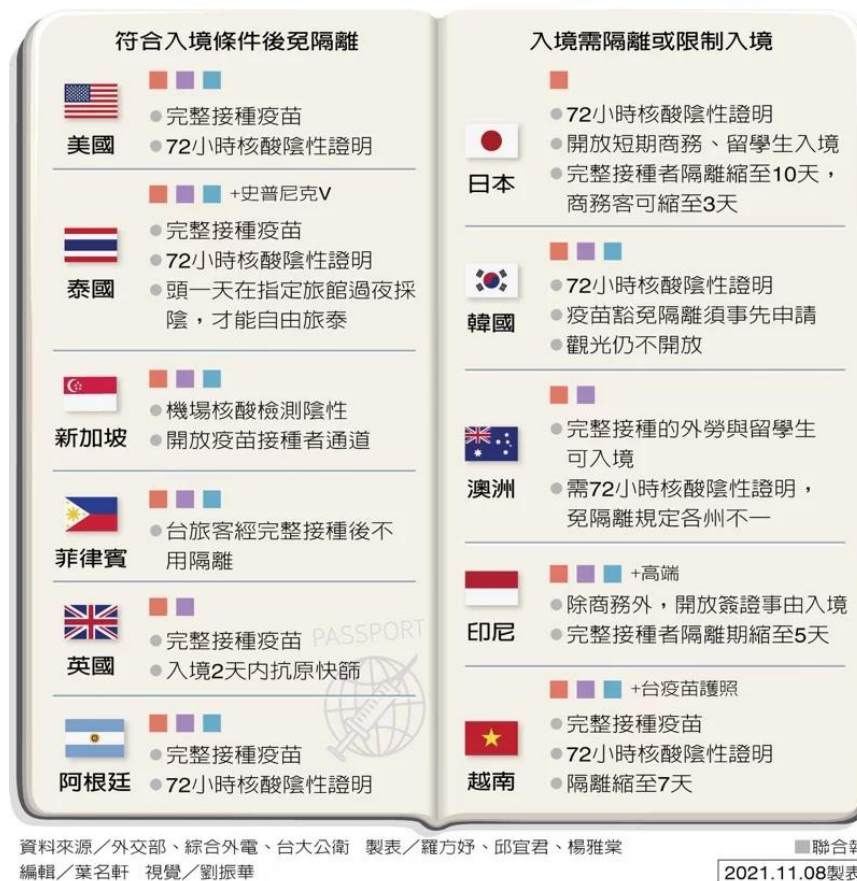 符合入境條件後免隔離
美國
完整接種疫苗
72小時核酸陰性證明
泰國
+史普尼克V
完整接種疫苗
72小時核酸陰性證明
頭一天在指定旅館過夜採
陰，才能自由旅泰
新加坡
機場核酸檢測陰性
開放疫苗接種者通道
菲律賓
台旅客經完整接種後不
用隔離
英國
完整接種疫苗
入境2天內抗原快篩
PASSPORT
阿根廷
完整接種疫苗
72小時核酸陰性證明
入境需隔離或限制入境
日本
72小時核酸陰性證明
開放短期商務、留學生入境
完整接種者隔離縮至10天，
商務客可縮至3天
韓國
72小時核酸陰性證明
疫苗豁免隔離須事先申請
觀光仍不開放
澳洲
完整接種的外勞與留學生
可入境
需72小時核酸陰性證明，
免隔離規定各州不一
印尼
+高端
除商務外，開放簽證事由入境
完整接種者隔離期縮至5天
越南
+台疫苗護照
完整接種疫苗
72小時核酸陰性證明
隔離縮至7天
資料來源／外交部、綜合外電、台大公衛 製表／羅方妤、邱宜君、楊雅棠
編輯／葉名軒 視覺／劉振華
聯合報
2021.11.08製表